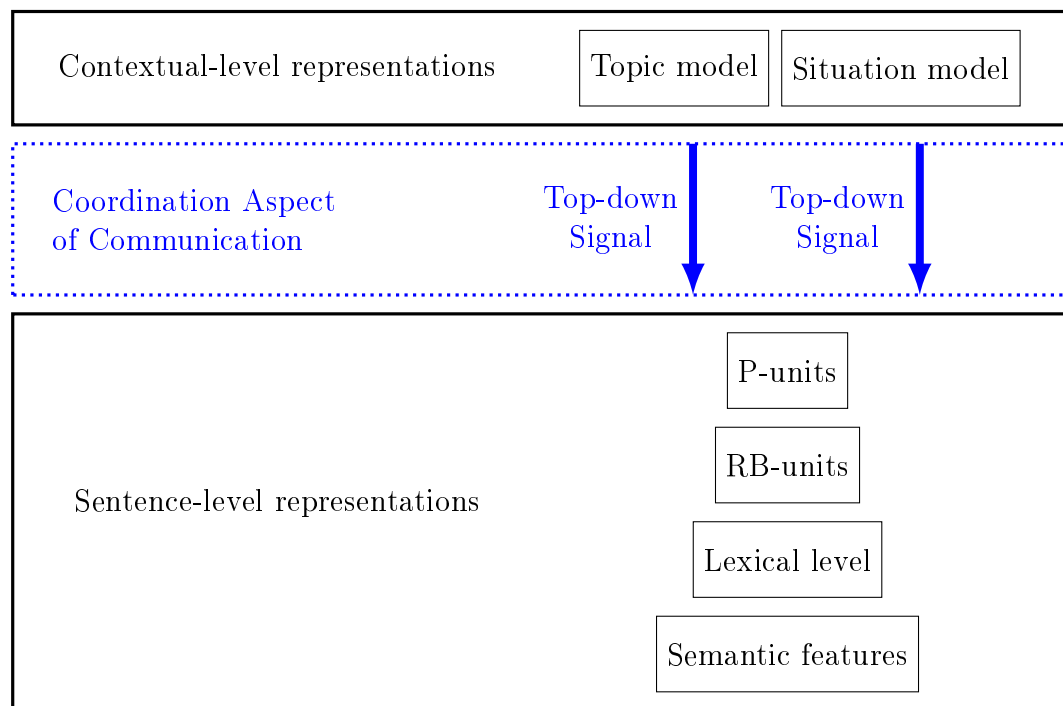 Contextual-level representations
Topic model
Situation model
Coordination Aspect
of Communication
Top-down
Signal
Top-down
Signal
P-units
RB-units
Sentence-level representations
Lexical level
Semantic features